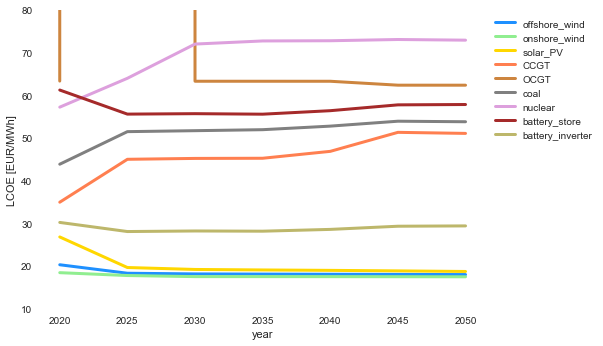 80
70
60
50
40
30
20
10
LCOE [EUR/MWh]
2020 2025 2030 2035 2040 2045 2050
year
offshore_wind
onshore_wind
solar_PV
CCGT
OCGT
coal
nuclear
battery_store
battery_inverter